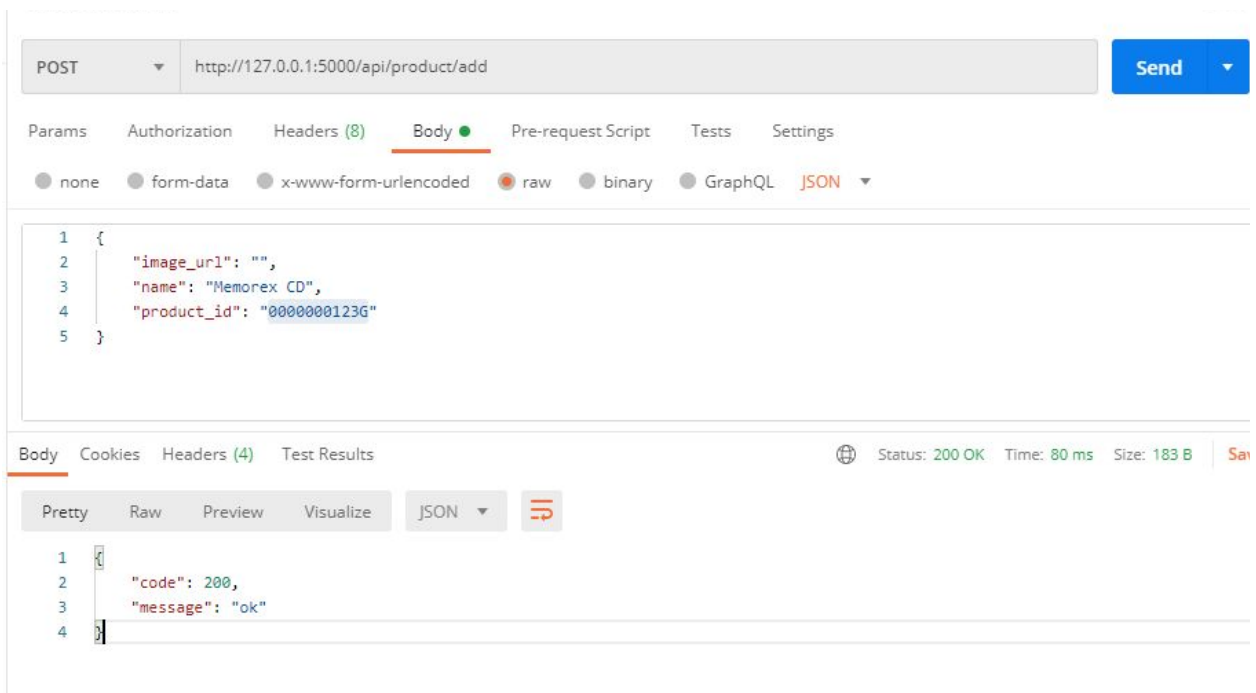 POST http://127.0.0.1:5000/api/product/add Send
Params Authorization Headers (8) Body Pre-request Script Tests Settings
none form-data x-www-form-urlencoded raw binary GraphQL JSON
1 {
2 "image_url": "",
3 "name": "Memorex CD",
4 "product_id": "0000000123G"
5 }
Body Cookies Headers (4) Test Results Status: 200 OK Time: 80 ms Size: 183 B Sav
Pretty Raw Preview Visualize JSON
1 {
2 "code": 200,
3 "message": "ok"
4 }